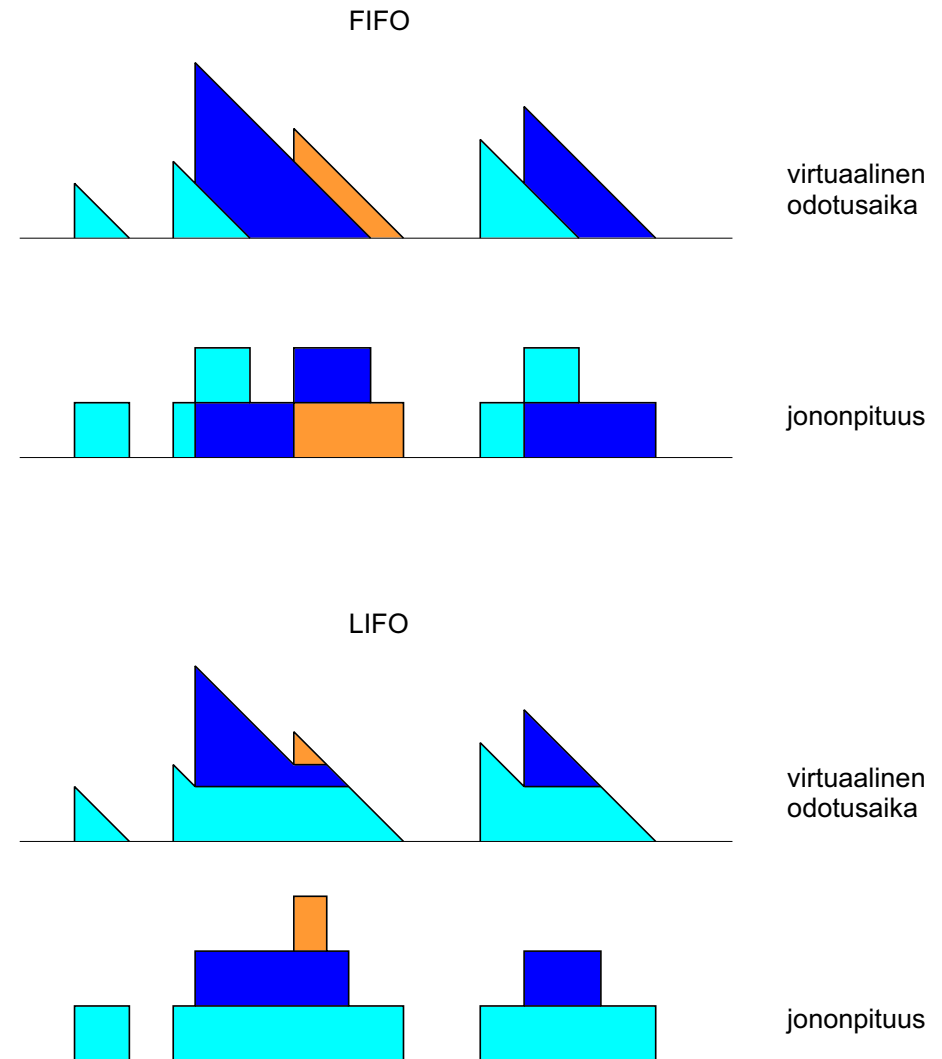 FIFO
virtuaalinen
odotusaika
jononpituus
LIFO
virtuaalinen
odotusaika
jononpituus